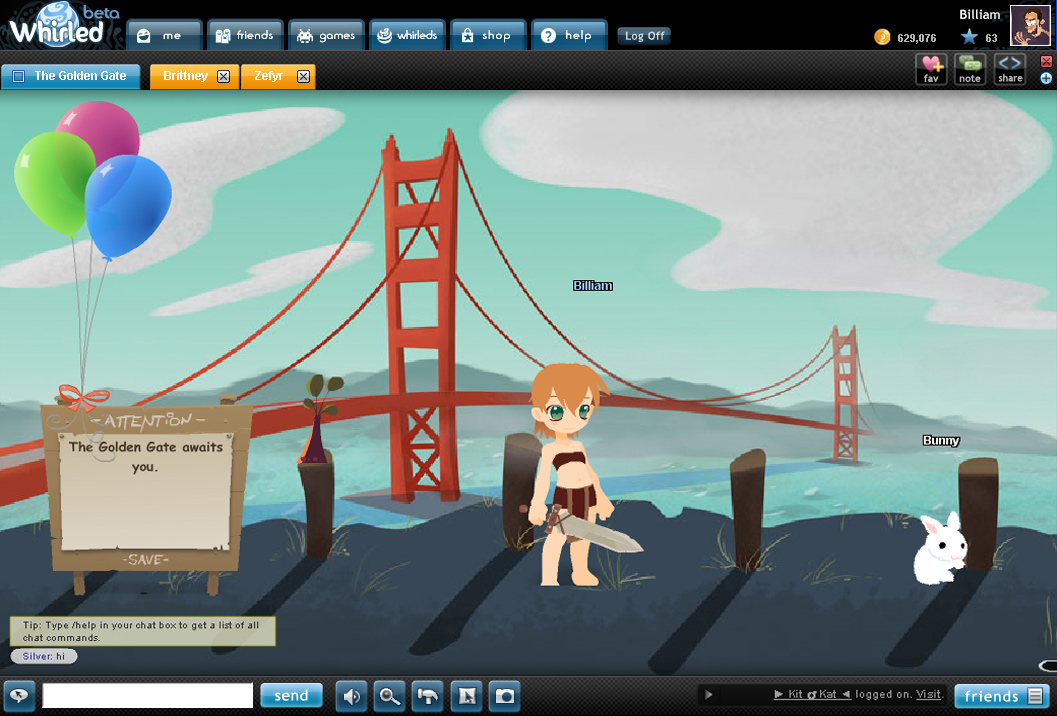 Whirled beta
me
friends
games
whirleds
shop
help
Log Off
Billiam
629,076
63
The Golden Gate
Brittney
Zefyr
fav
note
share
Billiam
Bunny
-ATTENTION-
The Golden Gate awaits
you.
-SAVE-
Tip: Type /help in your chat box to get a list of all
chat commands.
Silver: hi
send
Kit
Kat
logged on. Visit.
friends